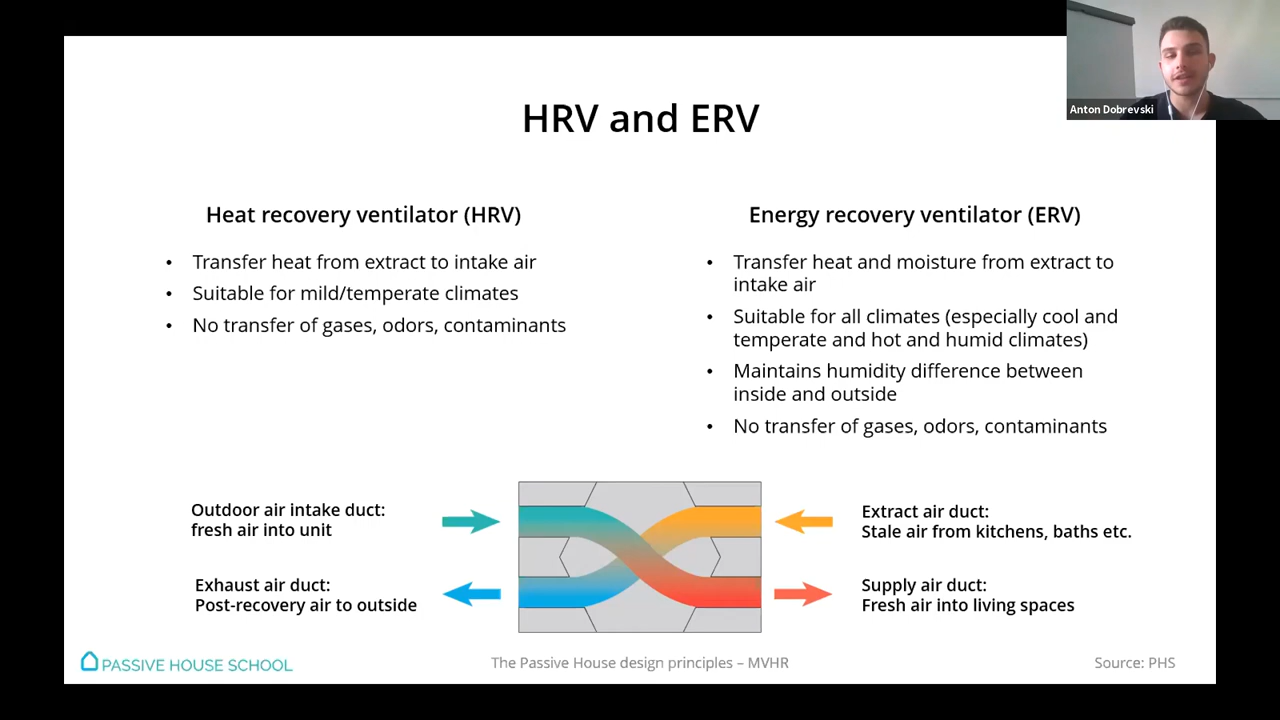 Anton Dobrevski
HRV and ERV
Heat recovery ventilator (HRV)
• Transfer heat from extract to intake air
• Suitable for mild/temperate climates
• No transfer of gases, odors, contaminants
Energy recovery ventilator (ERV)
• Transfer heat and moisture from extract to
intake air
• Suitable for all climates (especially cool and
temperate and hot and humid climates)
• Maintains humidity difference between
inside and outside
• No transfer of gases, odors, contaminants
Outdoor air intake duct:
fresh air into unit
Exhaust air duct:
Post-recovery air to outside
Extract air duct:
Stale air from kitchens, baths etc.
Supply air duct:
Fresh air into living spaces
PASSIVE HOUSE SCHOOL
The Passive House design principles – MVHR
Source: PHS